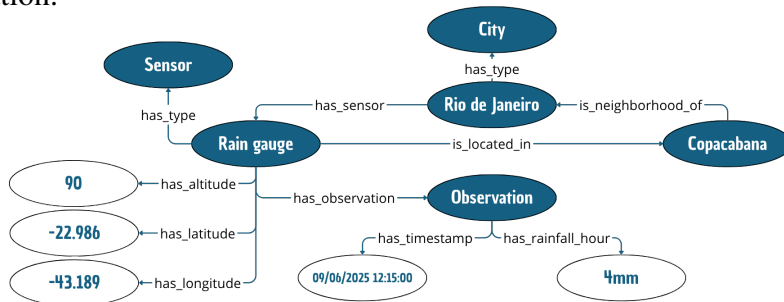 City
Sensor
has_type
has_type
has_sensor
Rio de Janeiro
is_neighborhood_of
Rain gauge
is_located_in
Copacabana
90
has_altitude
has_observation
Observation
-22.986
has_latitude
has_timestamp
has_rainfall_hour
-43.189
has_longitude
09/06/2025 12:15:00
4mm